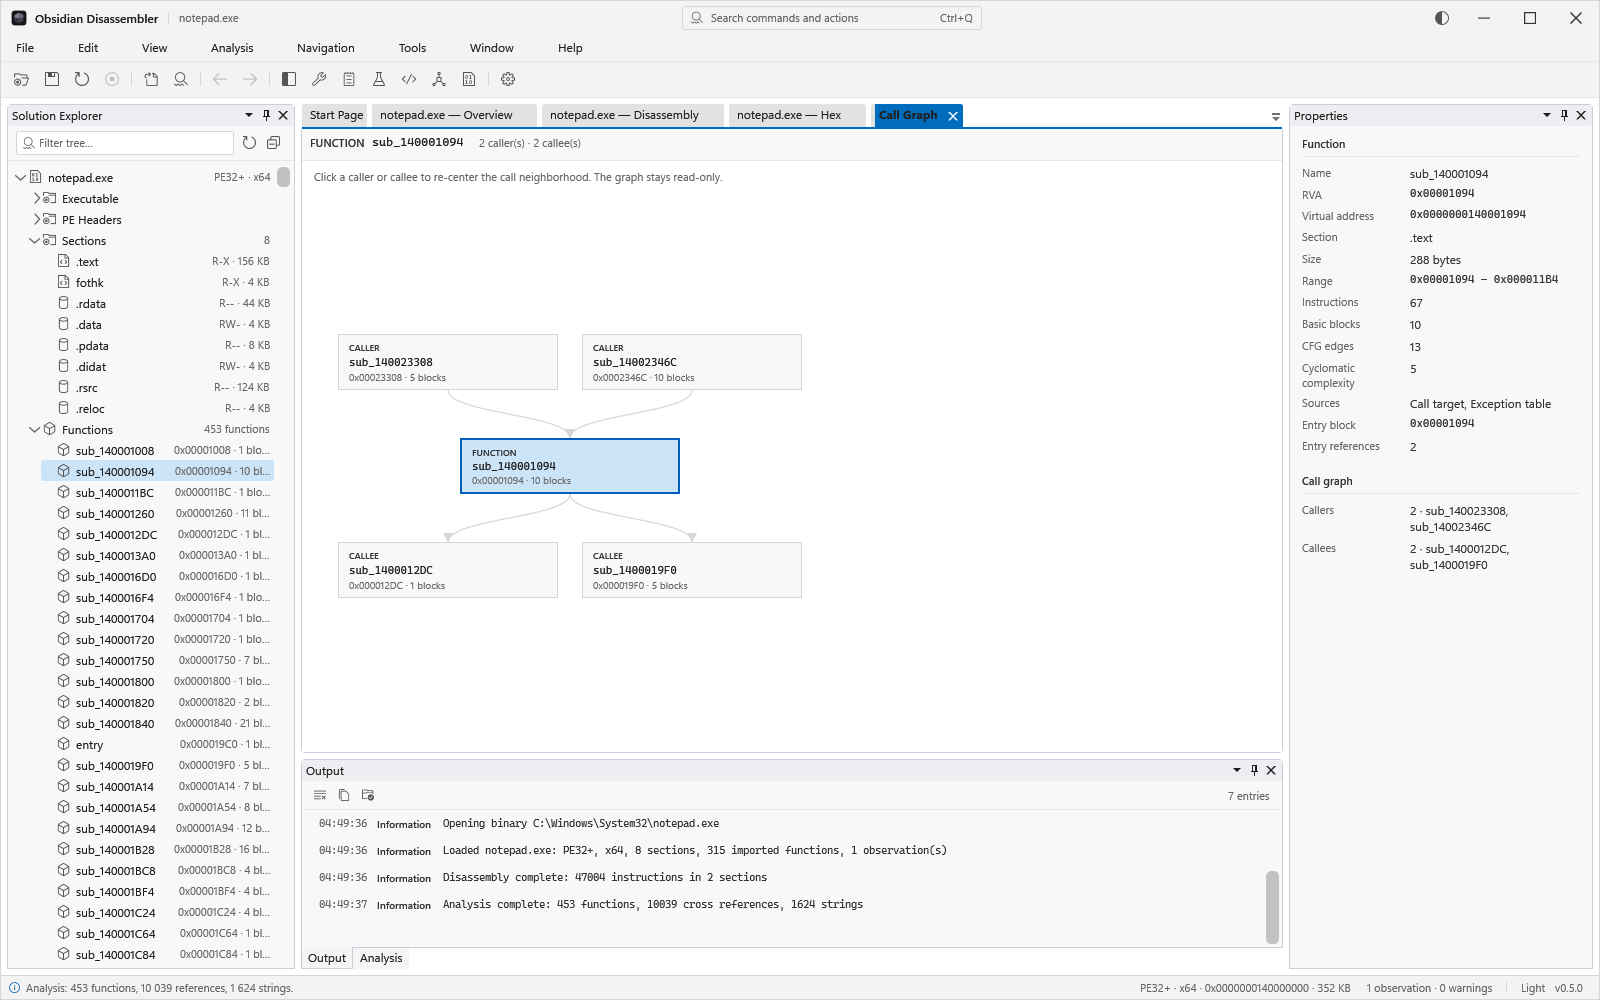 Obsidian Disassembler notepad.exe Search commands and actions Ctrl+Q
File Edit View Analysis Navigation Tools Window Help
Solution Explorer
Filter tree...
notepad.exe PE32+ · x64
Executable
PE Headers
Sections 8
.text R-X · 156 KB
fothk R-X · 4 KB
.rdata R-- · 44 KB
.data RW- · 4 KB
.pdata R-- · 8 KB
.didat RW- · 4 KB
.rsrc R-- · 124 KB
.reloc R-- · 4 KB
Functions 453 functions
sub_140001008 0x00001008 · 1 blo...
sub_140001094 0x00001094 · 10 bl...
sub_1400011BC 0x000011BC · 1 blo...
sub_140001260 0x00001260 · 11 bl...
sub_1400012DC 0x000012DC · 1 bl...
sub_1400013A0 0x000013A0 · 1 bl...
sub_1400016D0 0x000016D0 · 1 bl...
sub_1400016F4 0x000016F4 · 1 blo...
sub_140001704 0x00001704 · 1 blo...
sub_140001720 0x00001720 · 1 blo...
sub_140001750 0x00001750 · 7 bl...
sub_140001800 0x00001800 · 1 blo...
sub_140001820 0x00001820 · 2 bl...
sub_140001840 0x00001840 · 21 bl...
entry 0x000019C0 · 1 bl...
sub_1400019F0 0x000019F0 · 5 bl...
sub_140001A14 0x00001A14 · 7 bl...
sub_140001A54 0x00001A54 · 8 bl...
sub_140001A94 0x00001A94 · 12 b...
sub_140001B28 0x00001B28 · 16 bl...
sub_140001BC8 0x00001BC8 · 4 bl...
sub_140001BF4 0x00001BF4 · 4 bl...
sub_140001C24 0x00001C24 · 4 bl...
sub_140001C64 0x00001C64 · 1 bl...
sub_140001C84 0x00001C84 · 1 bl...
Start Page notepad.exe — Overview notepad.exe — Disassembly notepad.exe — Hex Call Graph
FUNCTION sub_140001094 2 caller(s) · 2 callee(s)
Click a caller or callee to re-center the call neighborhood. The graph stays read-only.
CALLER
sub_140023308
0x00023308 · 5 blocks
CALLER
sub_14002346C
0x0002346C · 10 blocks
FUNCTION
sub_140001094
0x00001094 · 10 blocks
CALLEE
sub_1400012DC
0x000012DC · 1 blocks
CALLEE
sub_1400019F0
0x000019F0 · 5 blocks
Output
7 entries
04:49:36 Information Opening binary C:\Windows\System32\notepad.exe
04:49:36 Information Loaded notepad.exe: PE32+, x64, 8 sections, 315 imported functions, 1 observation(s)
04:49:36 Information Disassembly complete: 47004 instructions in 2 sections
04:49:37 Information Analysis complete: 453 functions, 10039 cross references, 1624 strings
Output Analysis
Properties
Function
Name sub_140001094
RVA 0x00001094
Virtual address 0x0000000140001094
Section .text
Size 288 bytes
Range 0x00001094 – 0x000011B4
Instructions 67
Basic blocks 10
CFG edges 13
Cyclomatic
complexity 5
Sources Call target, Exception table
Entry block 0x00001094
Entry references 2
Call graph
Callers 2 · sub_140023308,
sub_14002346C
Callees 2 · sub_1400012DC,
sub_1400019F0
Analysis: 453 functions, 10 039 references, 1 624 strings. PE32+ · x64 · 0x0000000140000000 · 352 KB 1 observation · 0 warnings Light v0.5.0